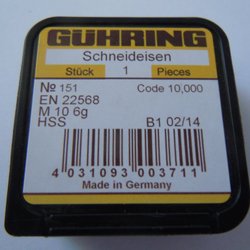 GÜHRING
Schneideisen
Stück 1 Pieces
№ 151 Code 10,000
EN 22568
M 10 6g
HSS B1 02/14
4 031093 003711
Made in Germany